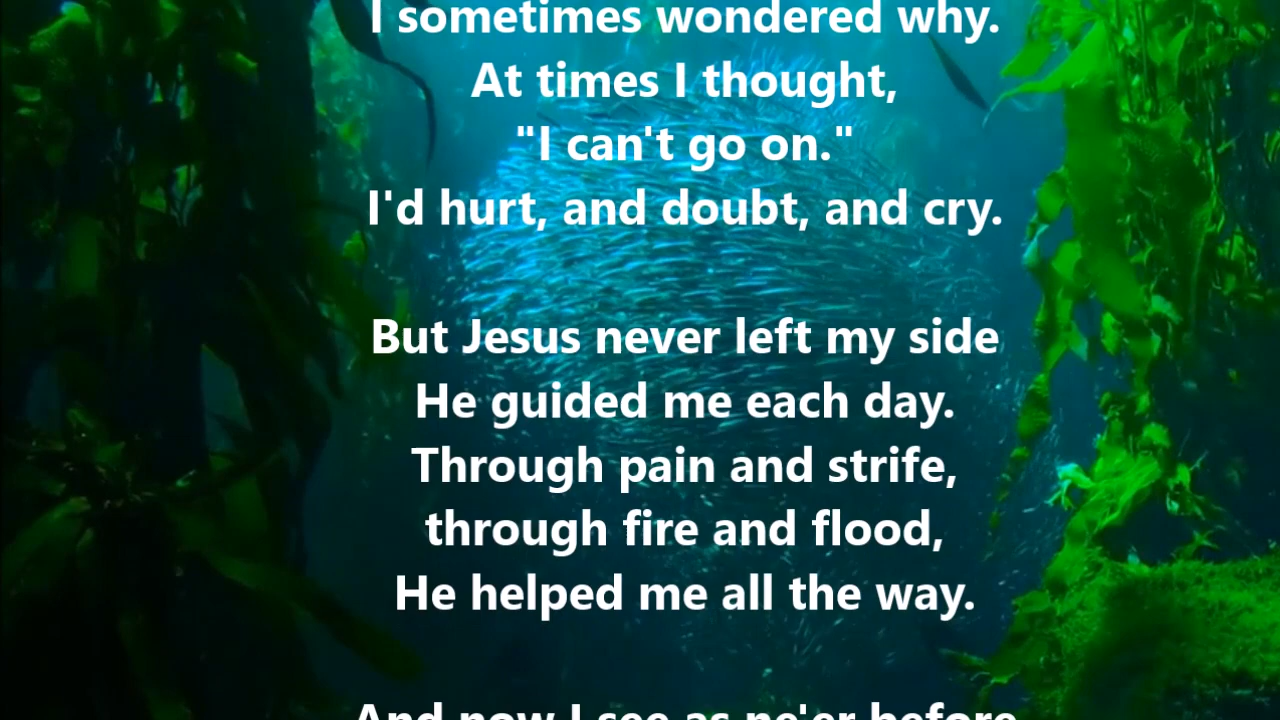 I sometimes wondered why.
At times I thought,
"I can't go on."
I'd hurt, and doubt, and cry.
But Jesus never left my side
He guided me each day.
Through pain and strife,
through fire and flood,
He helped me all the way.
And now I see as ne'er before